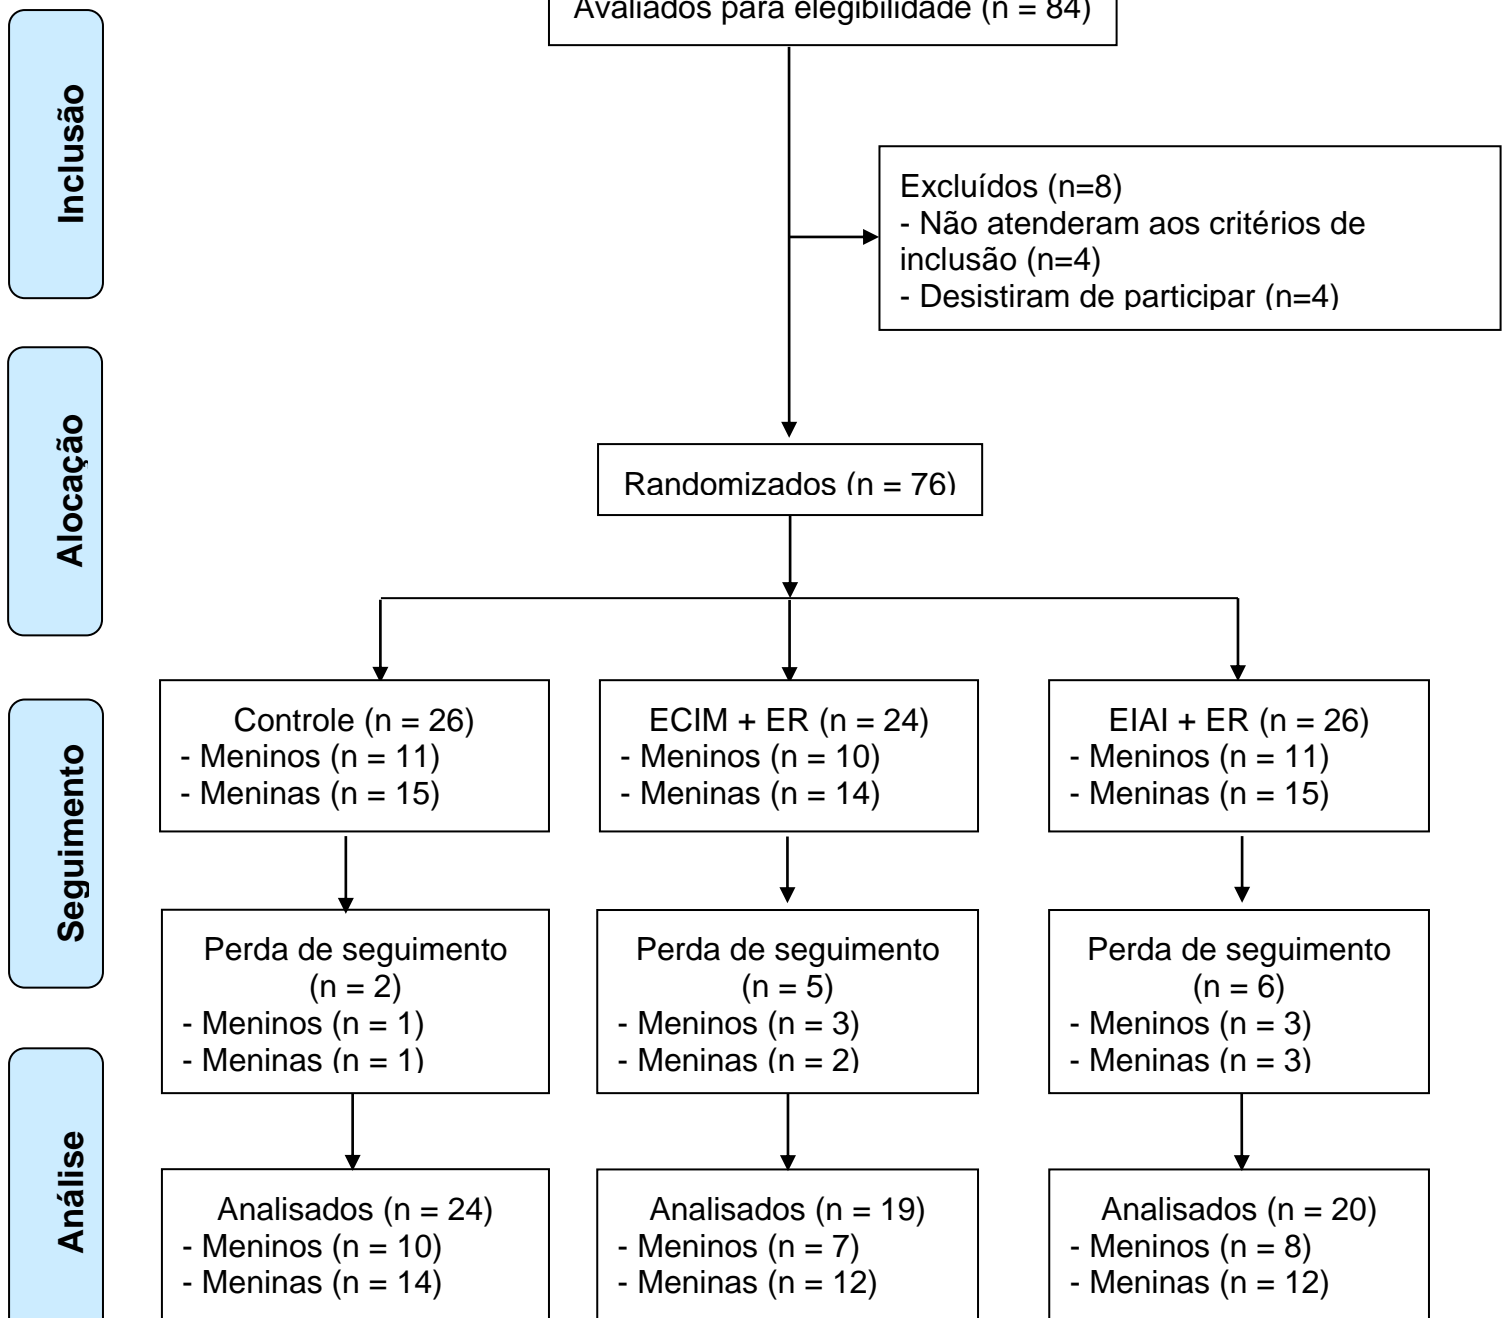 Avaliados para elegibilidade (n = 84)
Inclusão
Excluídos (n=8)
- Não atenderam aos critérios de
inclusão (n=4)
- Desistiram de participar (n=4)
Alocação
Randomizados (n = 76)
Seguimento
Controle (n = 26)
- Meninos (n = 11)
- Meninas (n = 15)
ECIM + ER (n = 24)
- Meninos (n = 10)
- Meninas (n = 14)
EIAI + ER (n = 26)
- Meninos (n = 11)
- Meninas (n = 15)
Perda de seguimento
(n = 2)
- Meninos (n = 1)
- Meninas (n = 1)
Perda de seguimento
(n = 5)
- Meninos (n = 3)
- Meninas (n = 2)
Perda de seguimento
(n = 6)
- Meninos (n = 3)
- Meninas (n = 3)
Análise
Analisados (n = 24)
- Meninos (n = 10)
- Meninas (n = 14)
Analisados (n = 19)
- Meninos (n = 7)
- Meninas (n = 12)
Analisados (n = 20)
- Meninos (n = 8)
- Meninas (n = 12)